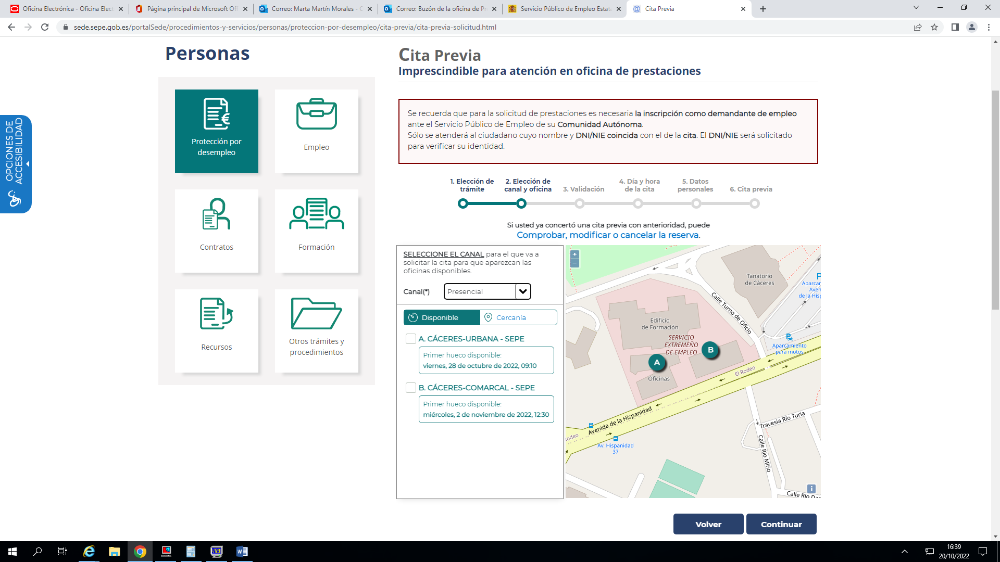 Oficina Electrónica - Oficina Elect
Página principal de Microsoft Off
Correo: Marta Martín Morales - C
Correo: Buzón de la oficina de Pr
Servicio Público de Empleo Estat
Cita Previa
sede.sepe.gob.es/portalSede/procedimientos-y-servicios/personas/proteccion-por-desempleo/cita-previa/cita-previa-solicitud.html
OPCIONES DE
ACCESIBILIDAD
Personas
Protección por
desempleo
Empleo
Contratos
Formación
Recursos
Otros trámites y
procedimientos
Cita Previa
Imprescindible para atención en oficina de prestaciones
Se recuerda que para la solicitud de prestaciones es necesaria la inscripción como demandante de empleo
ante el Servicio Público de Empleo de su Comunidad Autónoma.
Sólo se atenderá al ciudadano cuyo nombre y DNI/NIE coincida con el de la cita. El DNI/NIE será solicitado
para verificar su identidad.
1. Elección de
trámite
2. Elección de
canal y oficina
3. Validación
4. Día y hora
de la cita
5. Datos
personales
6. Cita previa
Si usted ya concertó una cita previa con anterioridad, puede
Comprobar, modificar o cancelar la reserva.
SELECCIONE EL CANAL para el que va a
solicitar la cita para que aparezcan las
oficinas disponibles.
Canal(*)
Presencial
Disponible
Cercanía
A. CÁCERES-URBANA - SEPE
Primer hueco disponible:
viernes, 28 de octubre de 2022, 09:10
B. CÁCERES-COMARCAL - SEPE
Primer hueco disponible:
miércoles, 2 de noviembre de 2022, 12:30
+
−
Tanatorio
de Cáceres
P
Aparcam
Aven
de la Hisp
Calle Turno de Oficio
Edificio
de Formación
SERVICIO
EXTREMEÑO
DE EMPLEO
A
B
Oficinas
P
Aparcamiento
para motos
El Rodeo
Avenida de la Hispanidad
Rodeo
Av. Hispanidad
37
Travesía Río Turia
Calle Río Miño
Calle Río Dar
i
Volver
Continuar
16:39
20/10/2022